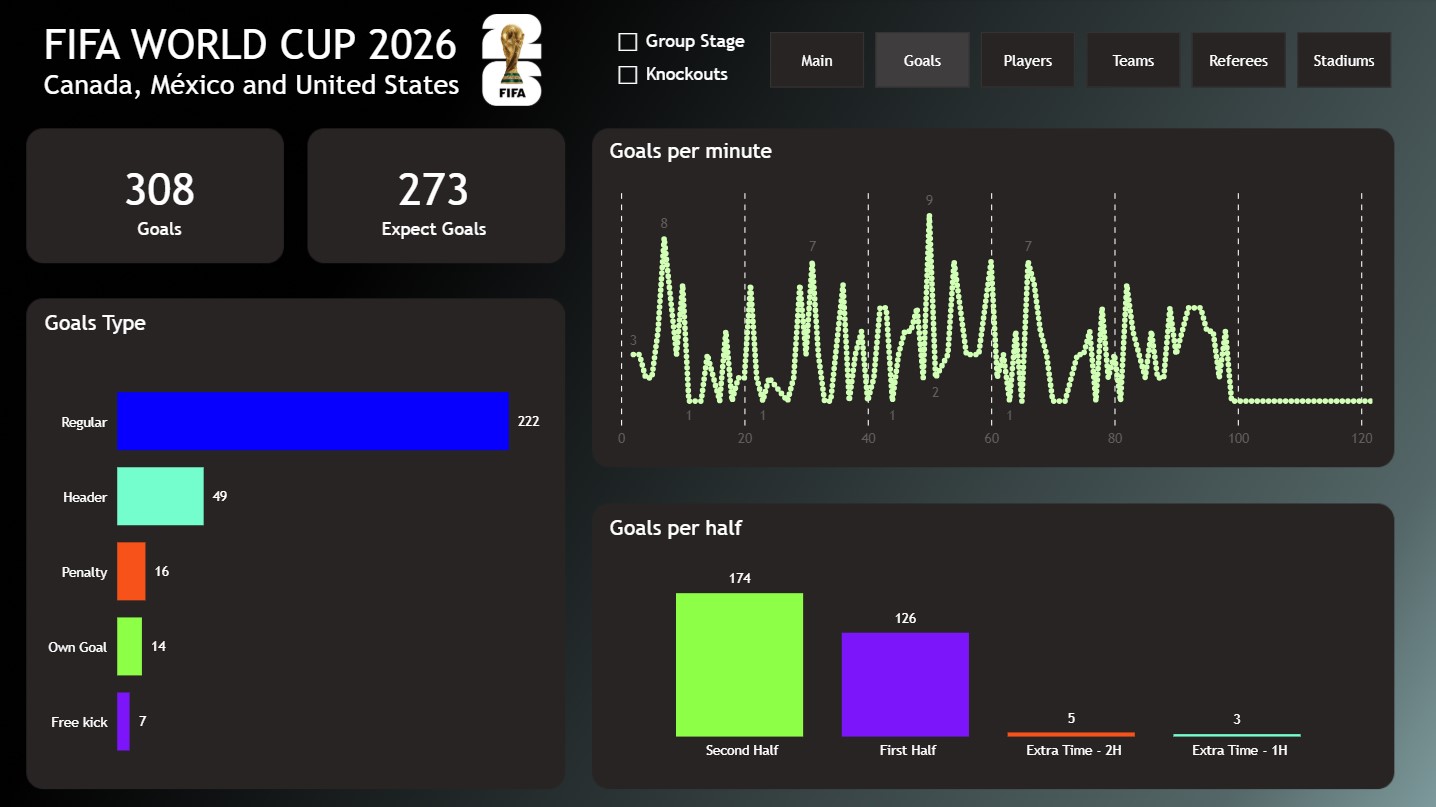 FIFA WORLD CUP 2026
Canada, México and United States
26
FIFA
Group Stage
Knockouts
Main
Goals
Players
Teams
Referees
Stadiums
308
Goals
273
Expect Goals
Goals Type
Regular 222
Header 49
Penalty 16
Own Goal 14
Free kick 7
Goals per minute
9
8
7 7
3
2
1 1 1 1
0 20 40 60 80 100 120
Goals per half
174
126
5
3
Second Half First Half Extra Time - 2H Extra Time - 1H